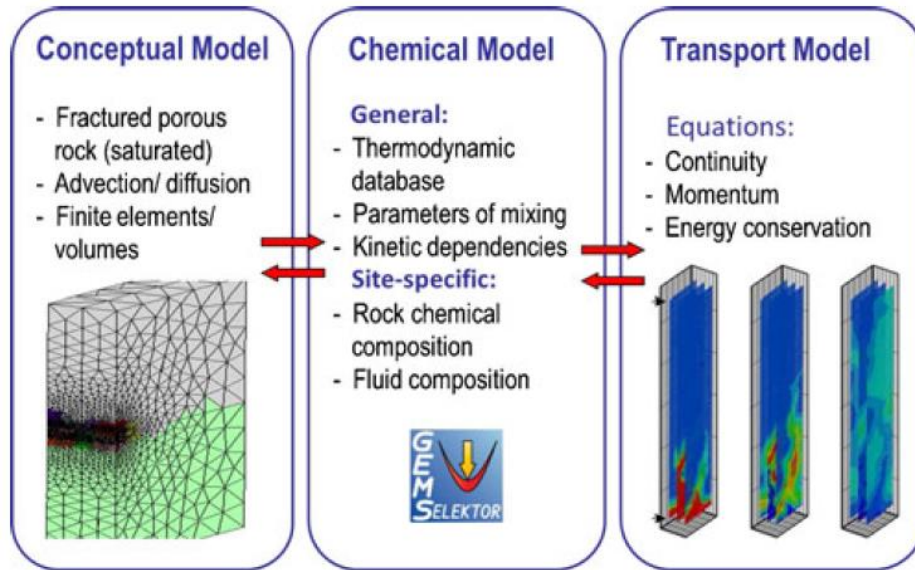 Conceptual Model
- Fractured porous
rock (saturated)
- Advection/ diffusion
- Finite elements/
volumes
Chemical Model
General:
- Thermodynamic
database
- Parameters of mixing
- Kinetic dependencies
Site-specific:
- Rock chemical
composition
- Fluid composition
GEMS
SELEKTOR
Transport Model
Equations:
- Continuity
- Momentum
- Energy conservation